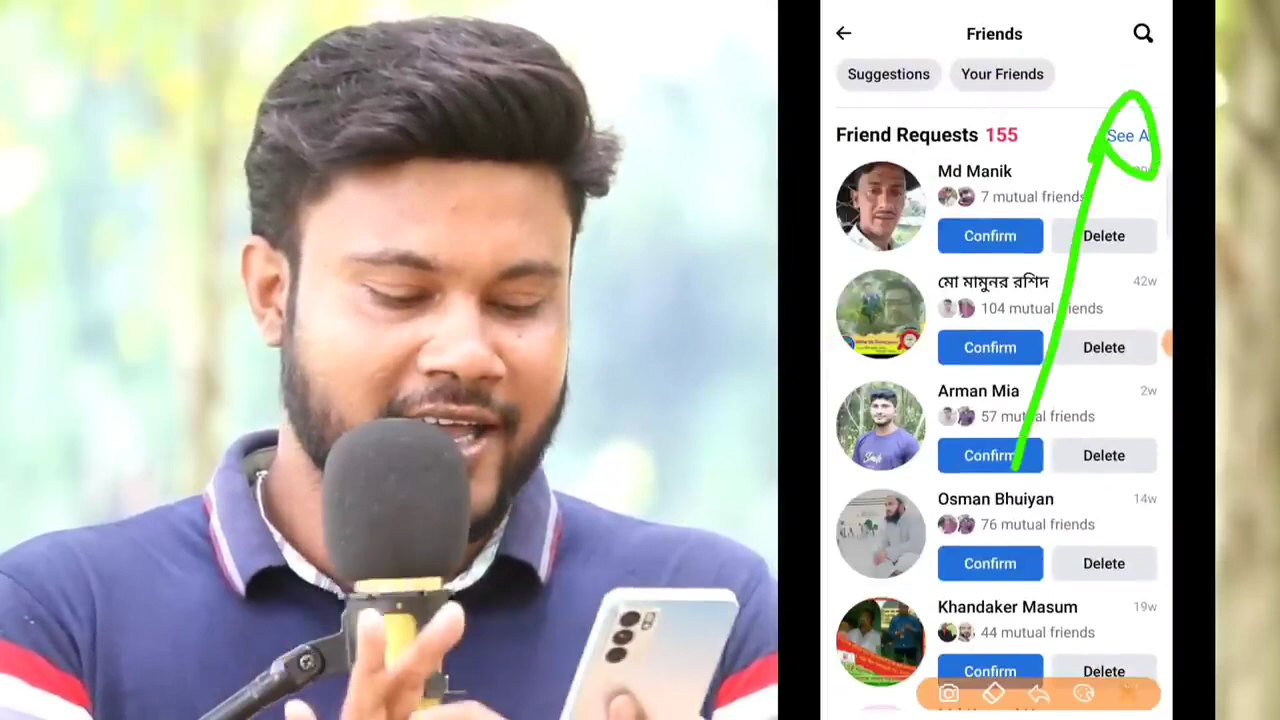 Friends
Suggestions Your Friends
Friend Requests 155 See
Md Manik
7 mutual friends
Confirm Delete
মো মামুনর রশিদ 42w
104 mutual friends
Confirm Delete
Arman Mia 2w
57 mutual friends
Confirm Delete
Osman Bhuiyan 14w
76 mutual friends
Confirm Delete
Khandaker Masum 19w
44 mutual friends
Confirm Delete